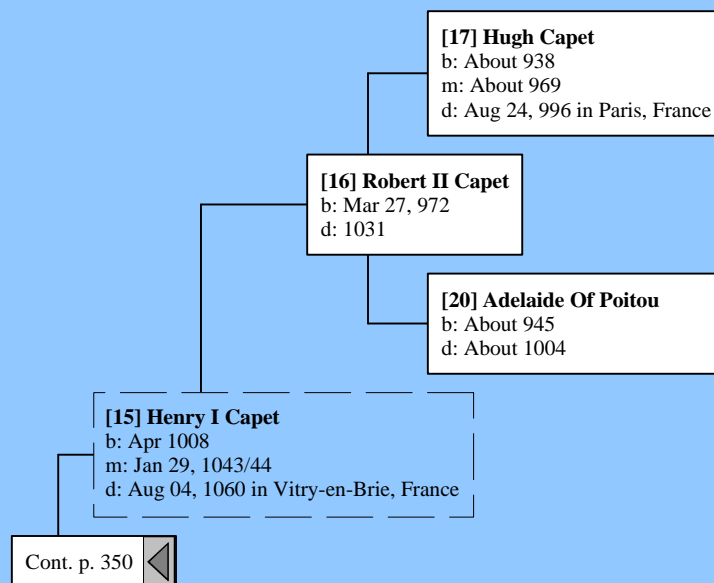 [17] Hugh Capet
b: About 938
m: About 969
d: Aug 24, 996 in Paris, France
[16] Robert II Capet
b: Mar 27, 972
d: 1031
[20] Adelaide Of Poitou
b: About 945
d: About 1004
[15] Henry I Capet
b: Apr 1008
m: Jan 29, 1043/44
d: Aug 04, 1060 in Vitry-en-Brie, France
Cont. p. 350